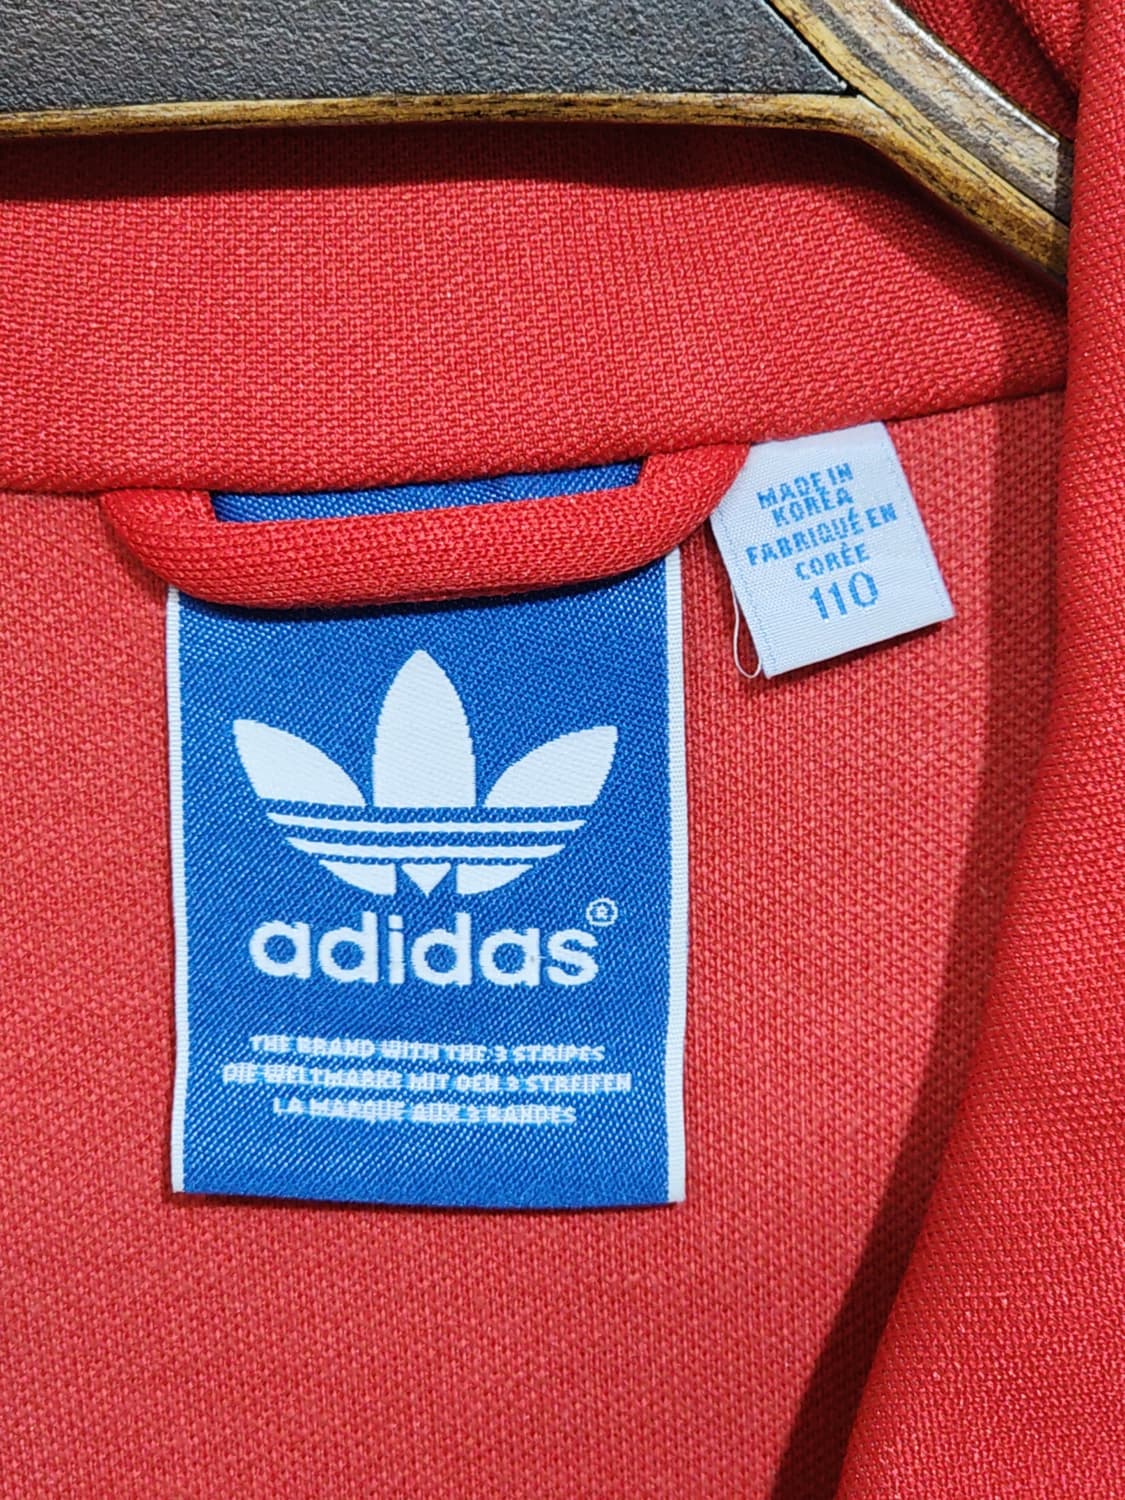 MADE IN
KOREA
FABRIQUÉ EN
CORÈE
110
adidas®
THE BRAND WITH THE 3 STRIPES
DIE WELTMARKE MIT DEN 3 STREIFEN
LA MARQUE AUX 3 BANDES